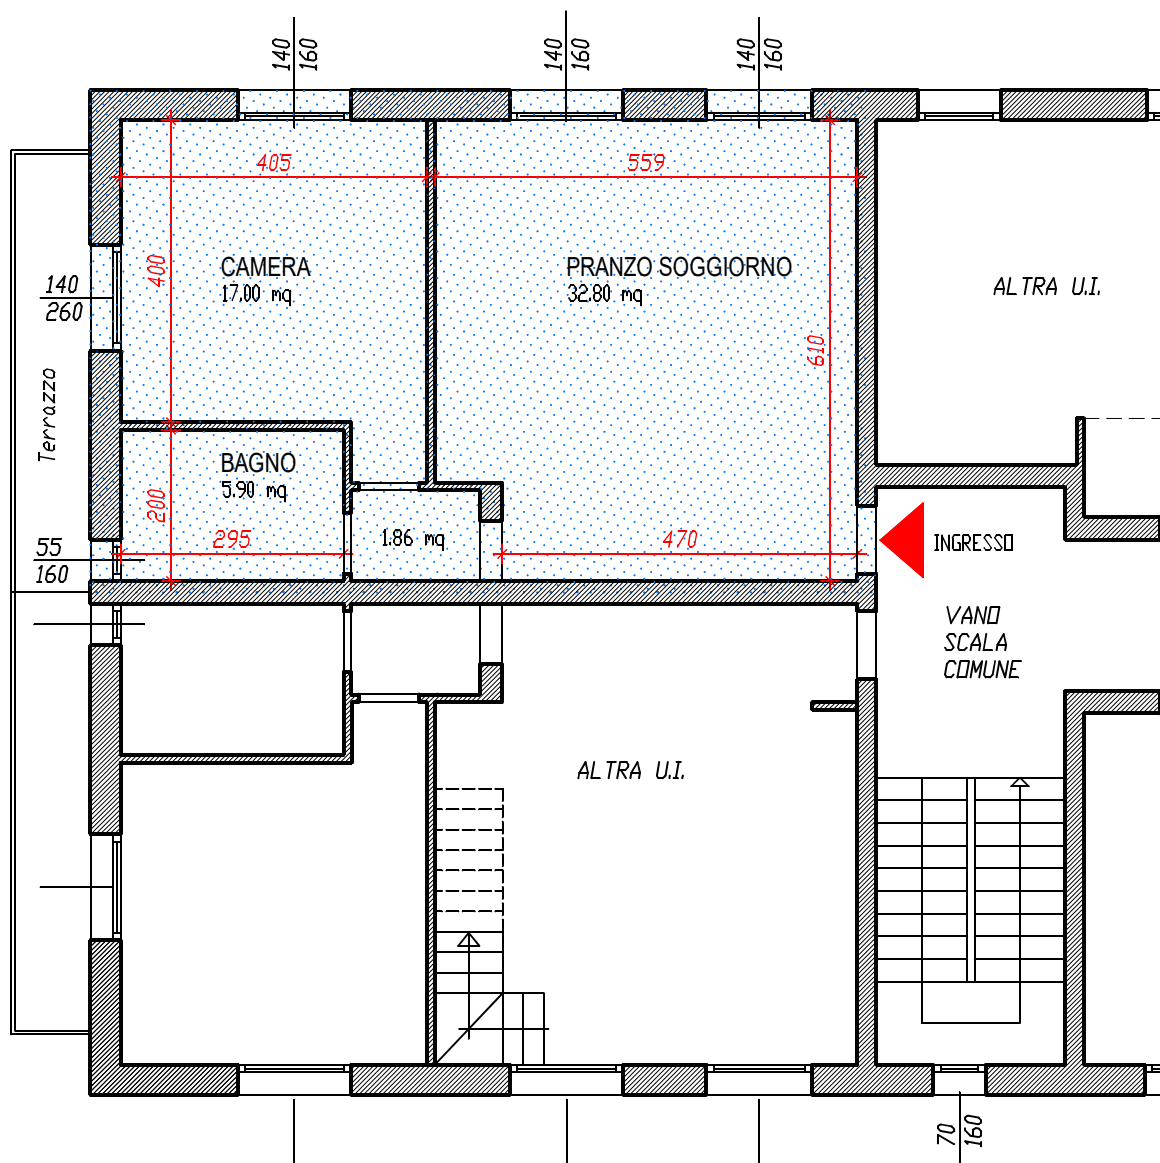 140
160
140
160
140
160
405
559
400
CAMERA
17.00 mq
PRANZO SOGGIORNO
32.80 mq
ALTRA U.I.
140
260
610
Terrazzo
BAGNO
5.90 mq
200
295
1.86 mq
470
INGRESSO
55
160
VANO
SCALA
COMUNE
ALTRA U.I.
70
160